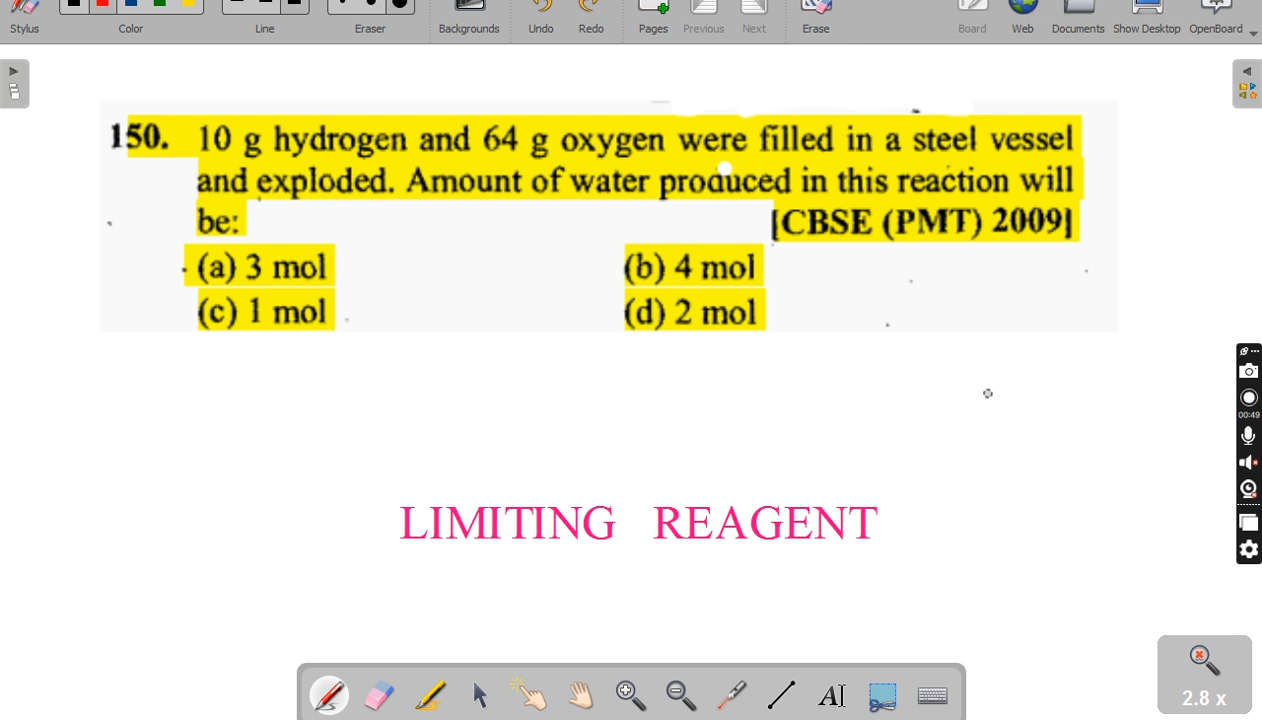 Stylus Color Line Eraser Backgrounds Undo Redo Pages Previous Next Erase Board Web Documents Show Desktop OpenBoard
150. 10 g hydrogen and 64 g oxygen were filled in a steel vessel
and exploded. Amount of water produced in this reaction will
be: [CBSE (PMT) 2009]
(a) 3 mol (b) 4 mol
(c) 1 mol (d) 2 mol
00:49
LIMITING REAGENT
2.8 x